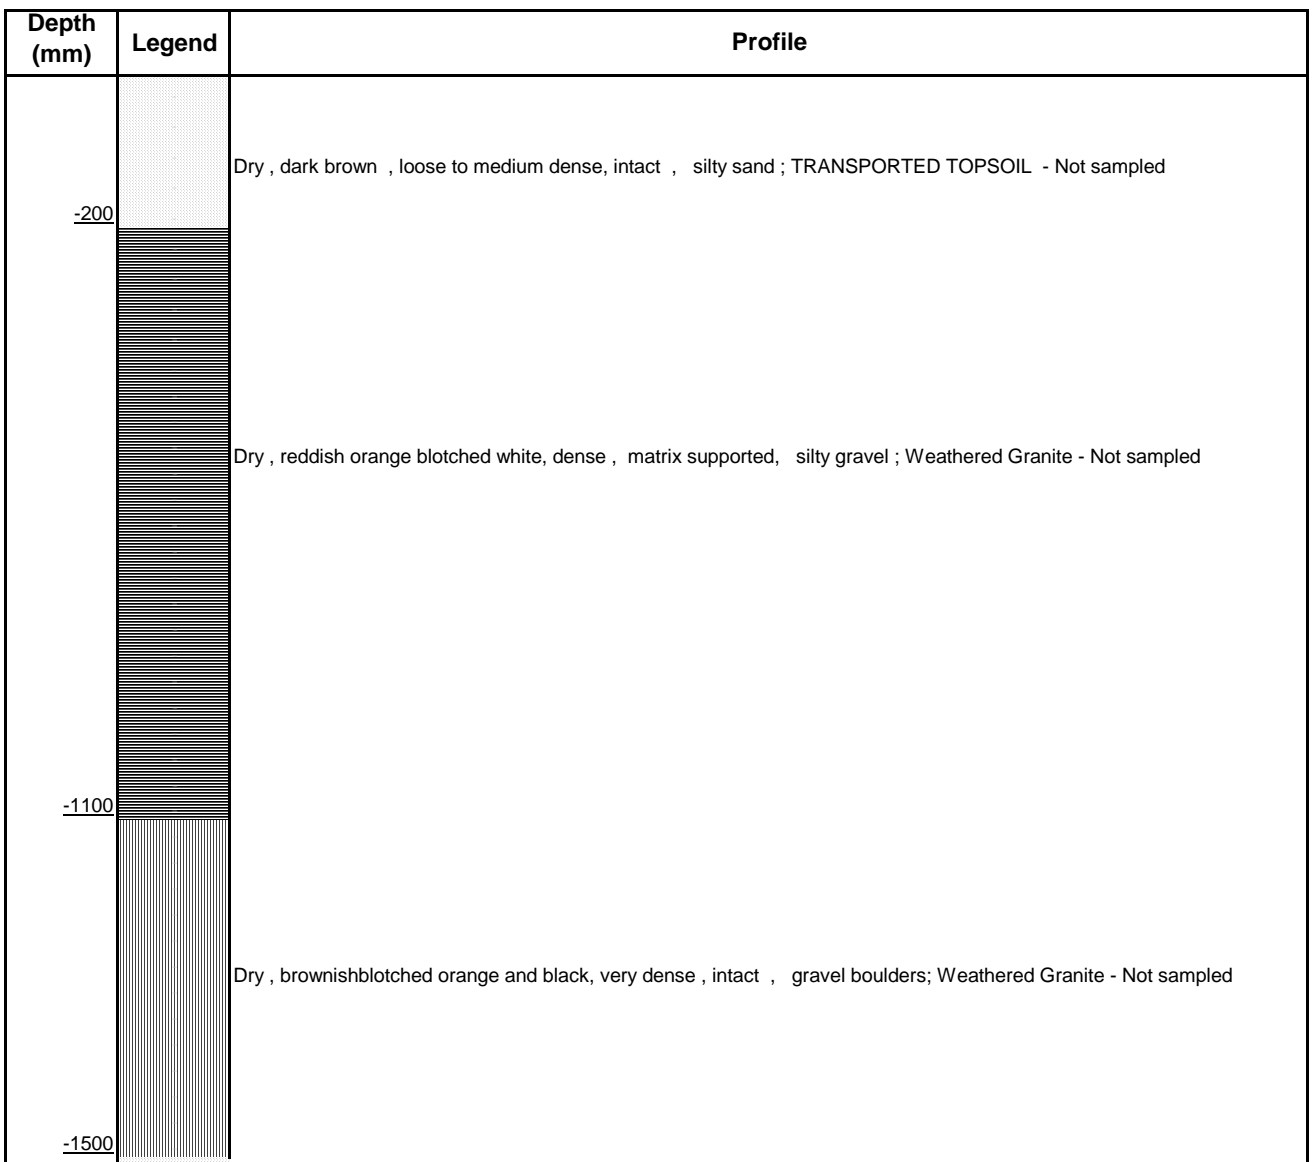 Depth
(mm)
Legend
Profile
Dry , dark brown , loose to medium dense, intact , silty sand ; TRANSPORTED TOPSOIL - Not sampled
-200
Dry , reddish orange blotched white, dense , matrix supported, silty gravel ; Weathered Granite - Not sampled
-1100
Dry , brownishblotched orange and black, very dense , intact , gravel boulders; Weathered Granite - Not sampled
-1500